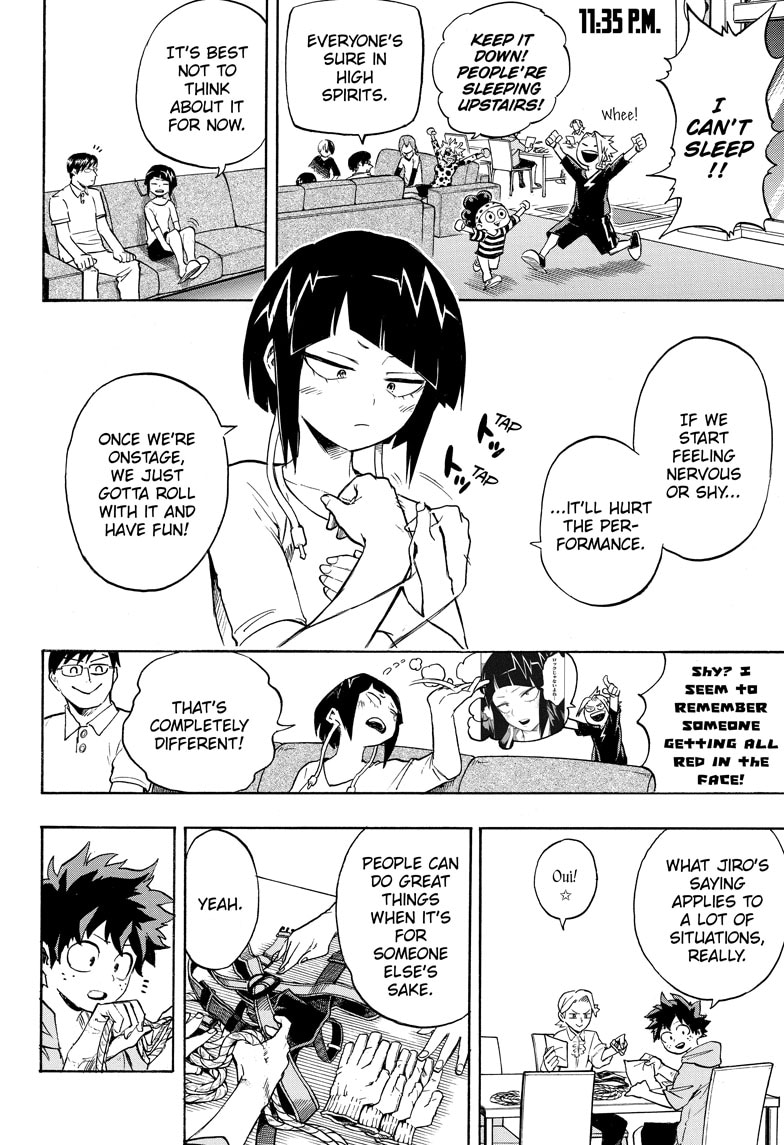 11:35 P.M.
I
CAN'T
SLEEP
!!
Whee!
KEEP IT
DOWN!
PEOPLE'RE
SLEEPING
UPSTAIRS!
EVERYONE'S
SURE IN
HIGH
SPIRITS.
IT'S BEST
NOT TO
THINK
ABOUT IT
FOR NOW.
IF WE
START
FEELING
NERVOUS
OR SHY...
...IT'LL HURT
THE PER-
FORMANCE.
TAP
トッ
トッ
TAP
ONCE WE'RE
ONSTAGE,
WE JUST
GOTTA ROLL
WITH IT AND
HAVE FUN!
SHY? I
SEEM TO
REMEMBER
SOMEONE
GETTING ALL
RED IN THE
FACE!
THAT'S
COMPLETELY
DIFFERENT!
WHAT JIRO'S
SAYING
APPLIES TO
A LOT OF
SITUATIONS,
REALLY.
Oui!
☆
PEOPLE CAN
DO GREAT
THINGS
WHEN IT'S
FOR
SOMEONE
ELSE'S
SAKE.
YEAH.